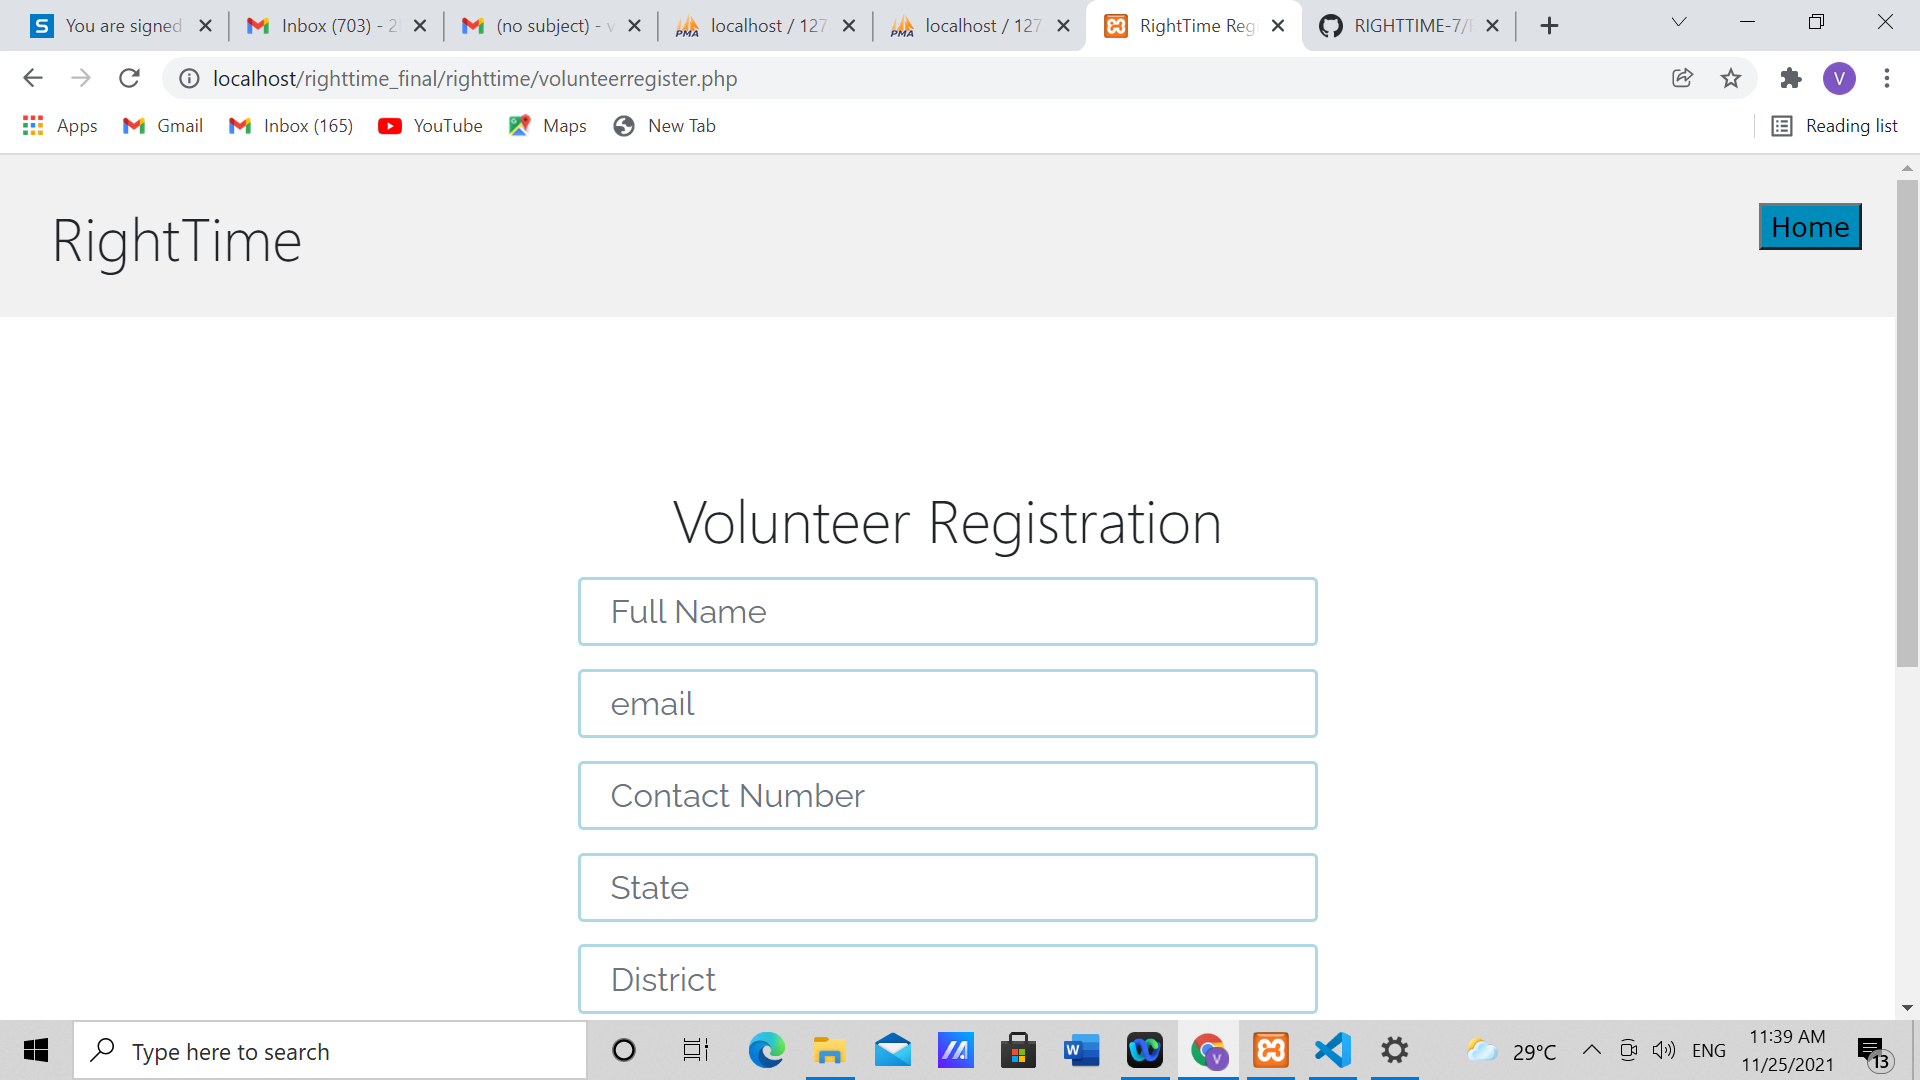 You are signed
Inbox (703) - 2
(no subject) - v
localhost / 127
localhost / 127
RightTime Reg
RIGHTTIME-7/
localhost/righttime_final/righttime/volunteerregister.php
V
Apps
Gmail
Inbox (165)
YouTube
Maps
New Tab
Reading list
RightTime
Home
Volunteer Registration
Full Name
email
Contact Number
State
District
Type here to search
29°C
ENG
11:39 AM
11/25/2021
13